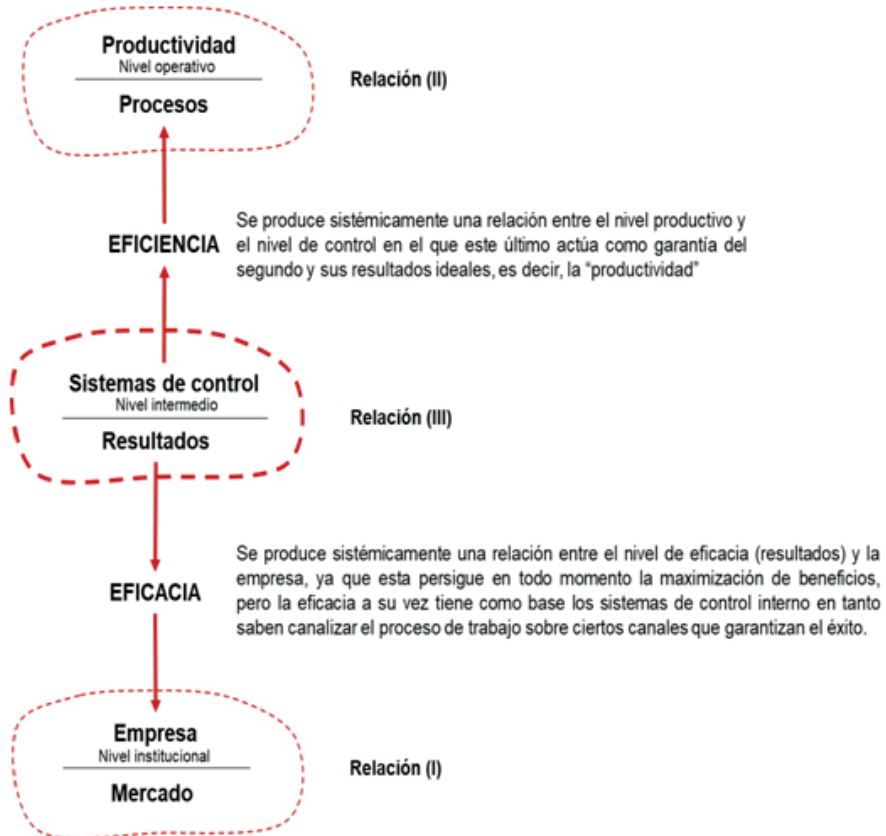 Productividad
Nivel operativo
Procesos
Relación (II)
EFICIENCIA
Se produce sistémicamente una relación entre el nivel productivo y
el nivel de control en el que este último actúa como garantía del
segundo y sus resultados ideales, es decir, la “productividad”
Sistemas de control
Nivel intermedio
Resultados
Relación (III)
EFICACIA
Se produce sistémicamente una relación entre el nivel de eficacia (resultados) y la
empresa, ya que esta persigue en todo momento la maximización de beneficios,
pero la eficacia a su vez tiene como base los sistemas de control interno en tanto
saben canalizar el proceso de trabajo sobre ciertos canales que garantizan el éxito.
Empresa
Nivel institucional
Mercado
Relación (I)